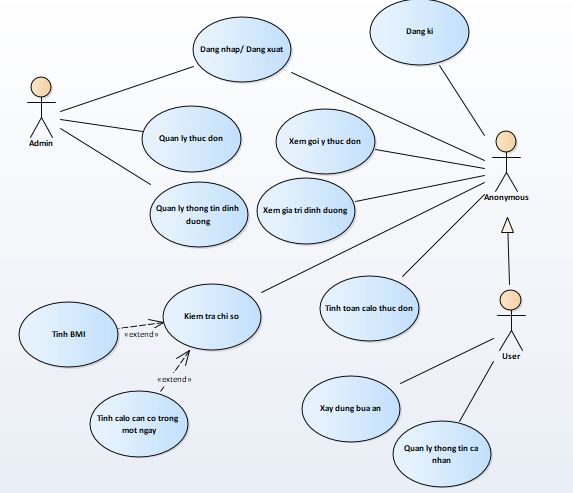 Dang ki
Dang nhap/ Dang xuat
Admin
Quan ly thuc don
Xem goi y thuc don
Anonymous
Quan ly thong tin dinh
duong
Xem gia tri dinh duong
Kiem tra chi so
Tinh toan calo thuc don
Tinh BMI
«extend»
User
«extend»
Xay dung bua an
Tinh calo can co trong
mot ngay
Quan ly thong tin ca
nhan